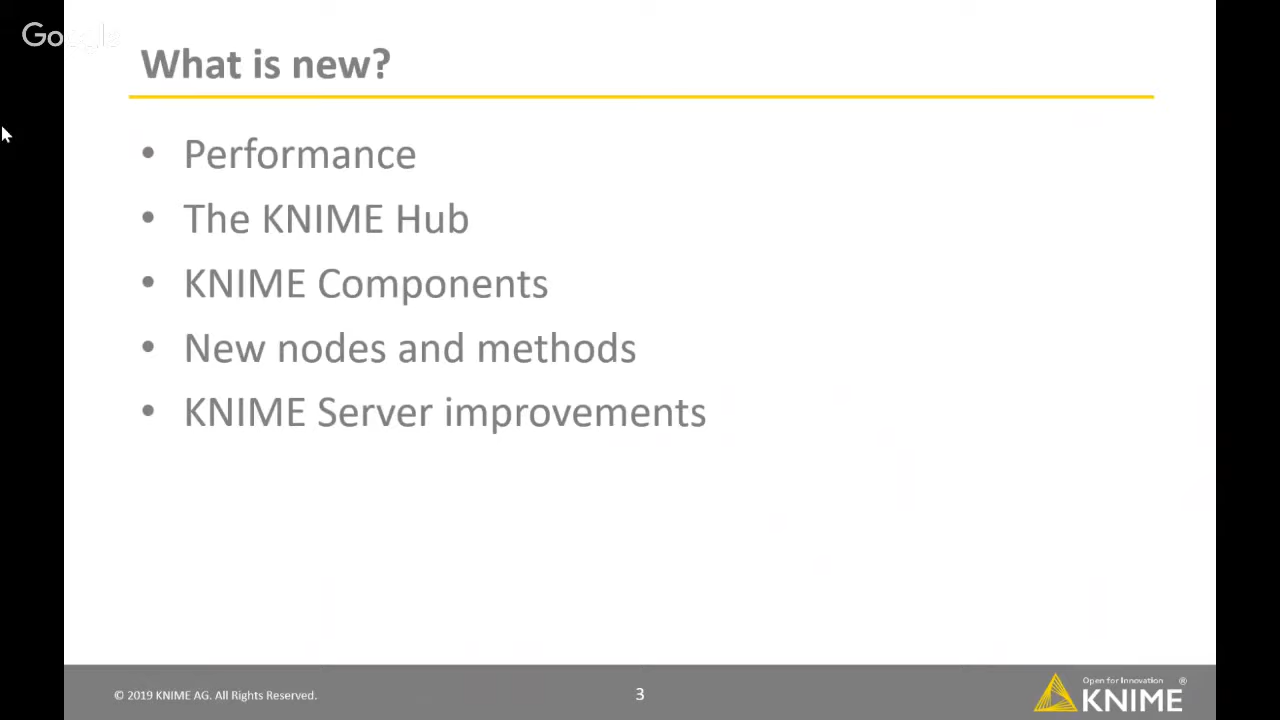 Google
What is new?
• Performance
• The KNIME Hub
• KNIME Components
• New nodes and methods
• KNIME Server improvements
© 2019 KNIME AG. All Rights Reserved.
3
Open for Innovation ®
KNIME